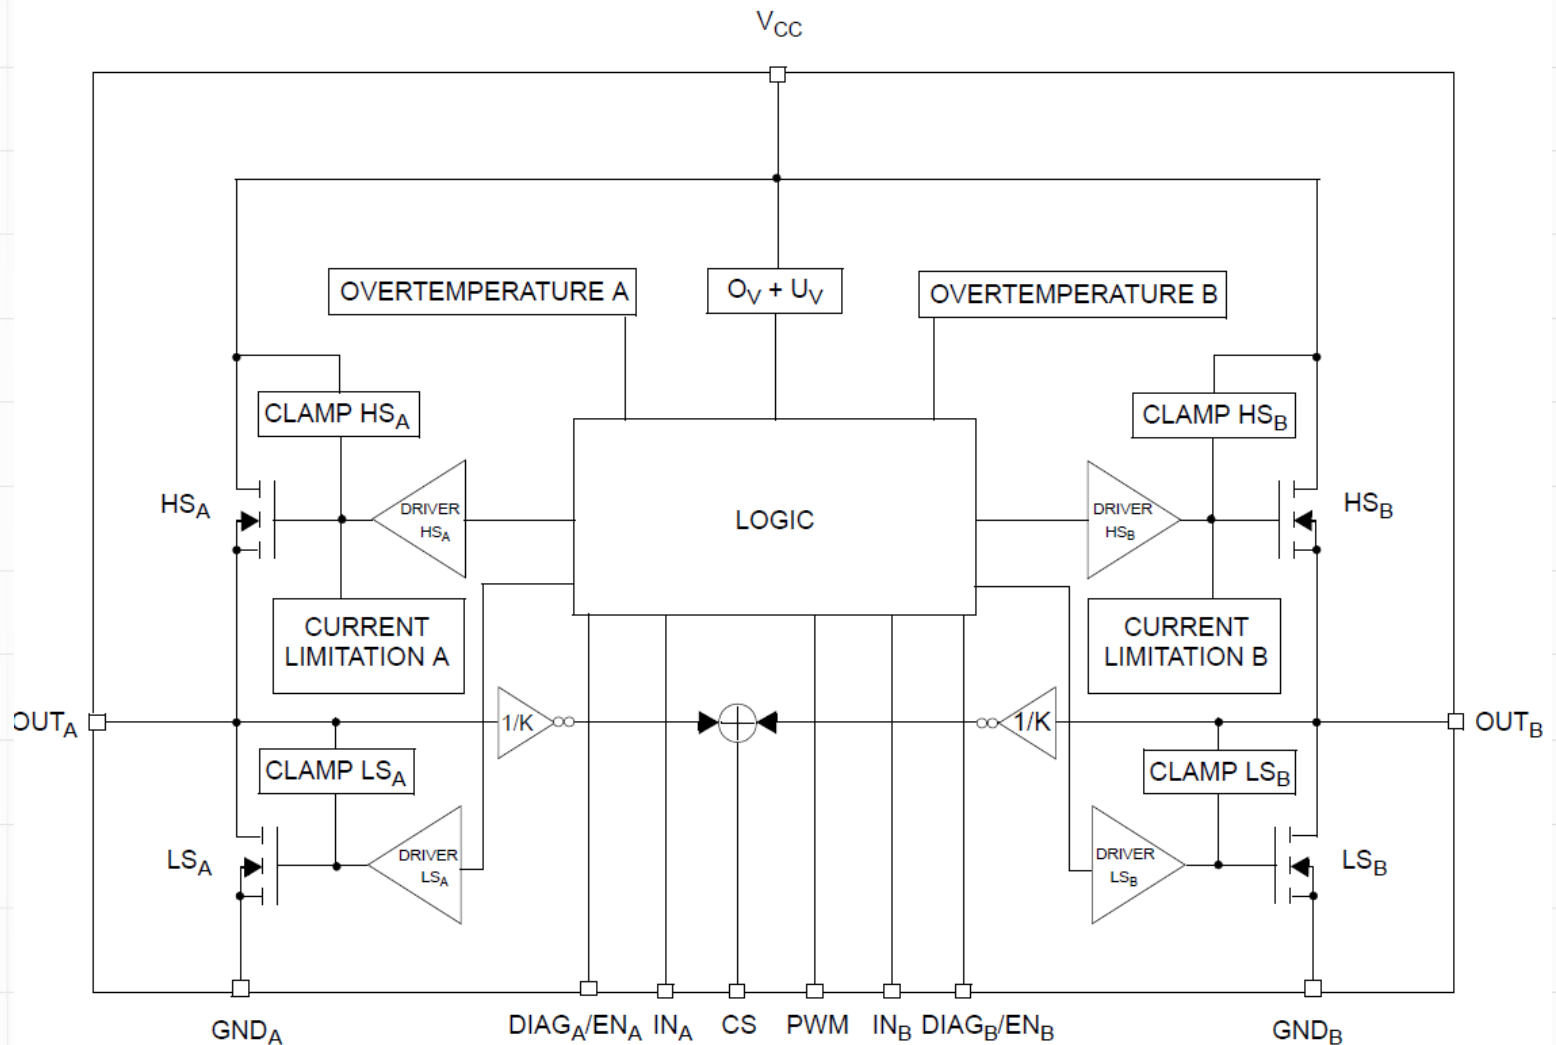 VCC
OVERTEMPERATURE A
OV + UV
OVERTEMPERATURE B
CLAMP HSA
CLAMP HSB
HSA
DRIVER
HSA
LOGIC
DRIVER
HSB
HSB
CURRENT
LIMITATION A
CURRENT
LIMITATION B
OUTA
1/K
1/K
OUTB
CLAMP LSA
CLAMP LSB
LSA
DRIVER
LSA
DRIVER
LSB
LSB
GNDA
DIAGA/ENA
INA
CS
PWM
INB
DIAGB/ENB
GNDB